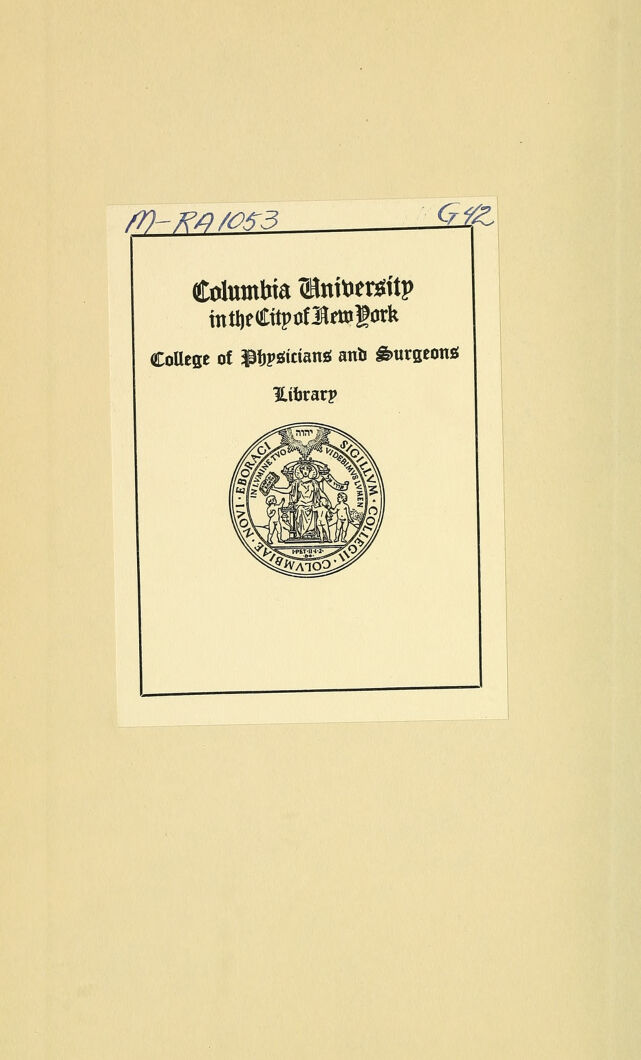 M-RA1053 G42
Columbia University
in the City of New York
College of Physicians and Surgeons
Library
יהוה
SIGILLVM · COLLEGII · COLVMBIAE · NOVI · EBORACI
IN LVMINE TVO VIDEBIMVS LVMEN